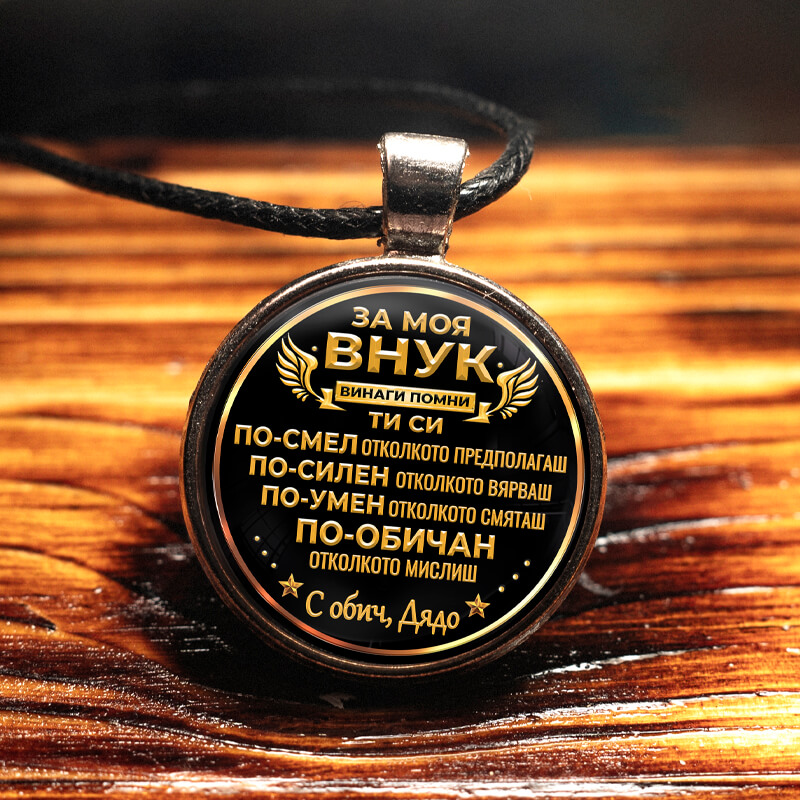 ЗА МОЯ
ВНУК
ВИНАГИ ПОМНИ
ТИ СИ
ПО-СМЕЛ ОТКОЛКОТО ПРЕДПОЛАГАШ
ПО-СИЛЕН ОТКОЛКОТО ВЯРВАШ
ПО-УМЕН ОТКОЛКОТО СМЯТАШ
ПО-ОБИЧАН
ОТКОЛКОТО МИСЛИШ
С обич, Дядо